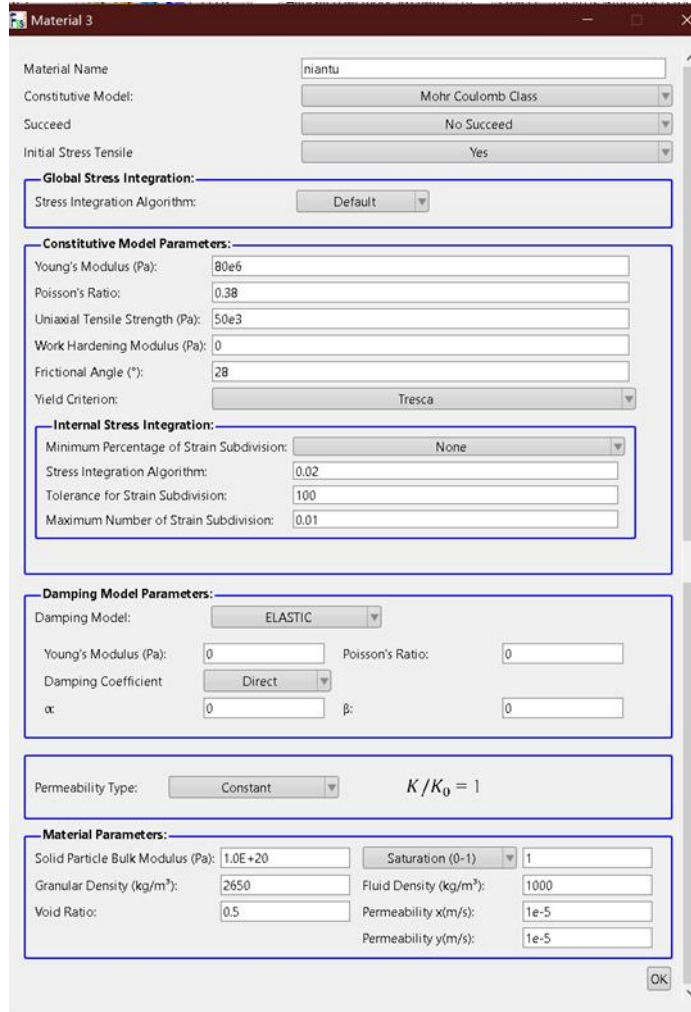 Material 3
Material Name niantu
Constitutive Model: Mohr Coulomb Class
Succeed No Succeed
Initial Stress Tensile Yes
Global Stress Integration:
Stress Integration Algorithm: Default
Constitutive Model Parameters:
Young's Modulus (Pa): 80e6
Poisson's Ratio: 0.38
Uniaxial Tensile Strength (Pa): 50e3
Work Hardening Modulus (Pa): 0
Frictional Angle (°): 28
Yield Criterion: Tresca
Internal Stress Integration:
Minimum Percentage of Strain Subdivision: None
Stress Integration Algorithm: 0.02
Tolerance for Strain Subdivision: 100
Maximum Number of Strain Subdivision: 0.01
Damping Model Parameters:
Damping Model: ELASTIC
Young's Modulus (Pa): 0 Poisson's Ratio: 0
Damping Coefficient Direct
α: 0 β: 0
Permeability Type: Constant K/K₀ = 1
Material Parameters:
Solid Particle Bulk Modulus (Pa): 1.0E+20 Saturation (0-1) 1
Granular Density (kg/m³): 2650 Fluid Density (kg/m³): 1000
Void Ratio: 0.5 Permeability x(m/s): 1e-5
Permeability y(m/s): 1e-5
OK